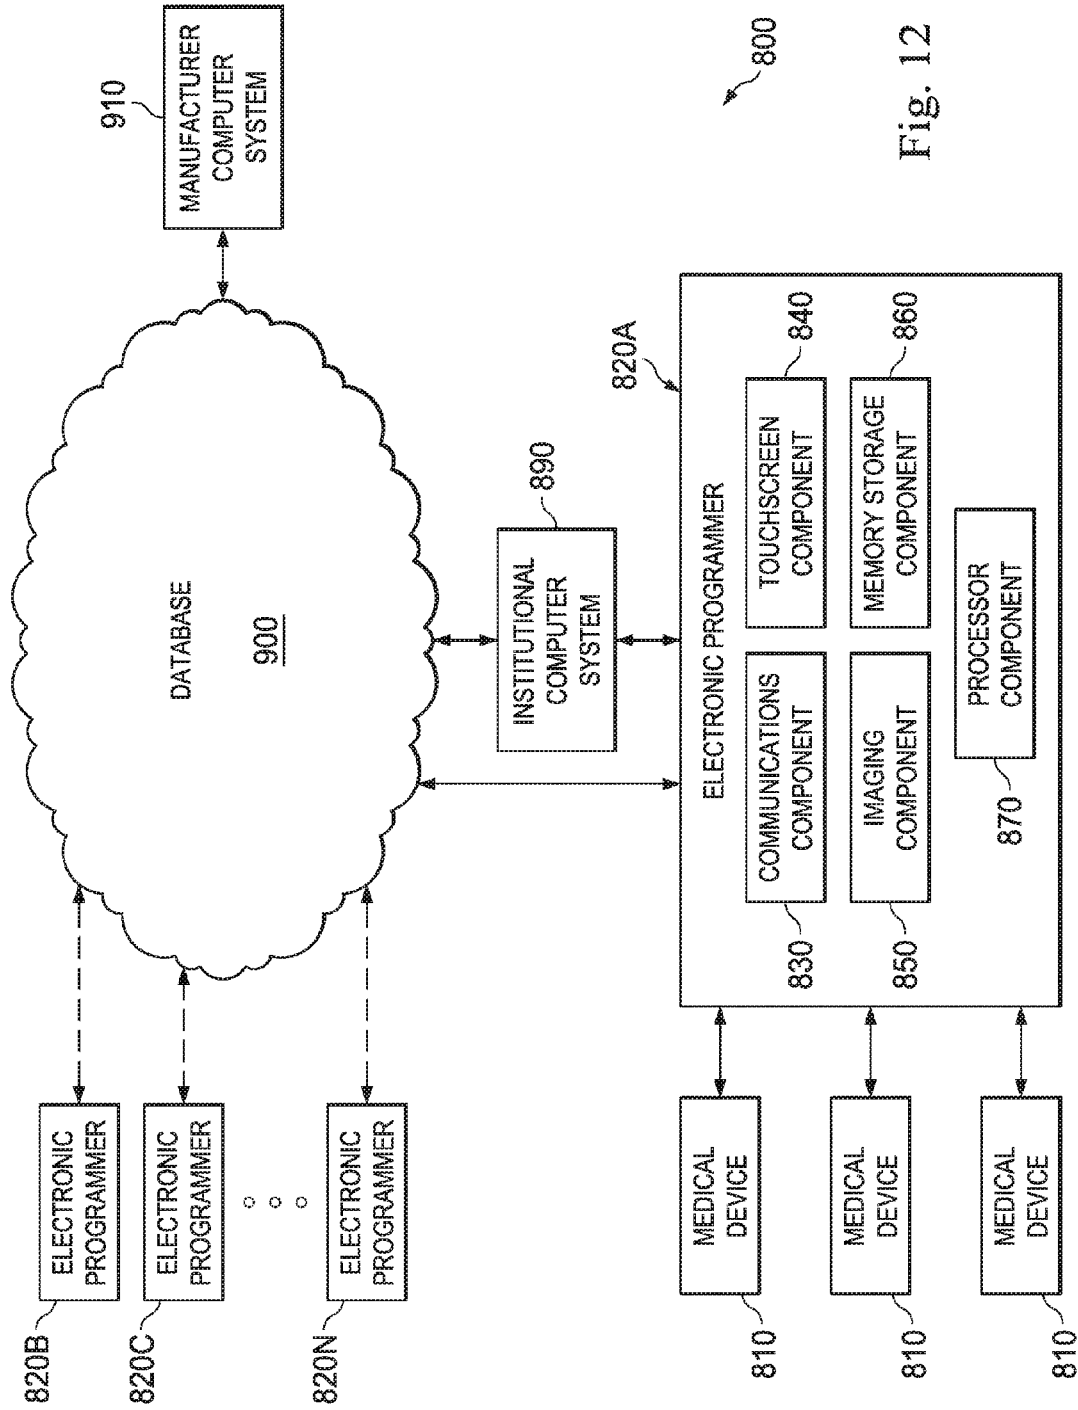 820B
ELECTRONIC
PROGRAMMER
820C
ELECTRONIC
PROGRAMMER
820N
ELECTRONIC
PROGRAMMER
DATABASE
900
910
MANUFACTURER
COMPUTER
SYSTEM
890
INSTITUTIONAL
COMPUTER
SYSTEM
800
820A
ELECTRONIC PROGRAMMER
830
COMMUNICATIONS
COMPONENT
TOUCHSCREEN
COMPONENT
840
850
IMAGING
COMPONENT
MEMORY STORAGE
COMPONENT
860
870
PROCESSOR
COMPONENT
810
MEDICAL
DEVICE
810
MEDICAL
DEVICE
810
MEDICAL
DEVICE
Fig. 12